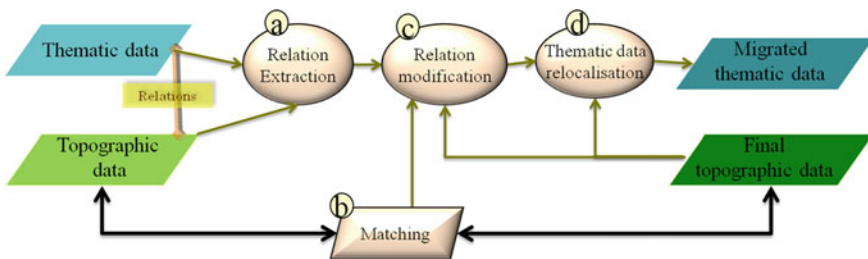 a
c
d
Thematic data
Relation
Extraction
Relation
modification
Thematic data
relocalisation
Migrated
thematic data
Relations
Topographic
data
Final
topographic data
b
Matching